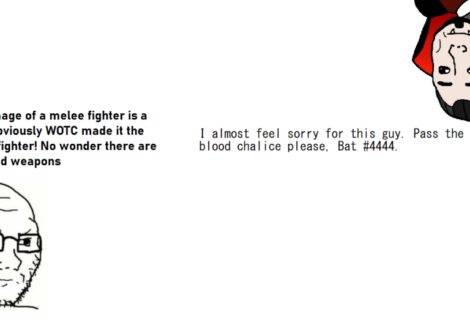 age of a melee fighter is a
bviously WOTC made it the
fighter! No wonder there are
d weapons
I almost feel sorry for this guy. Pass the
blood chalice please, Bat #4444.